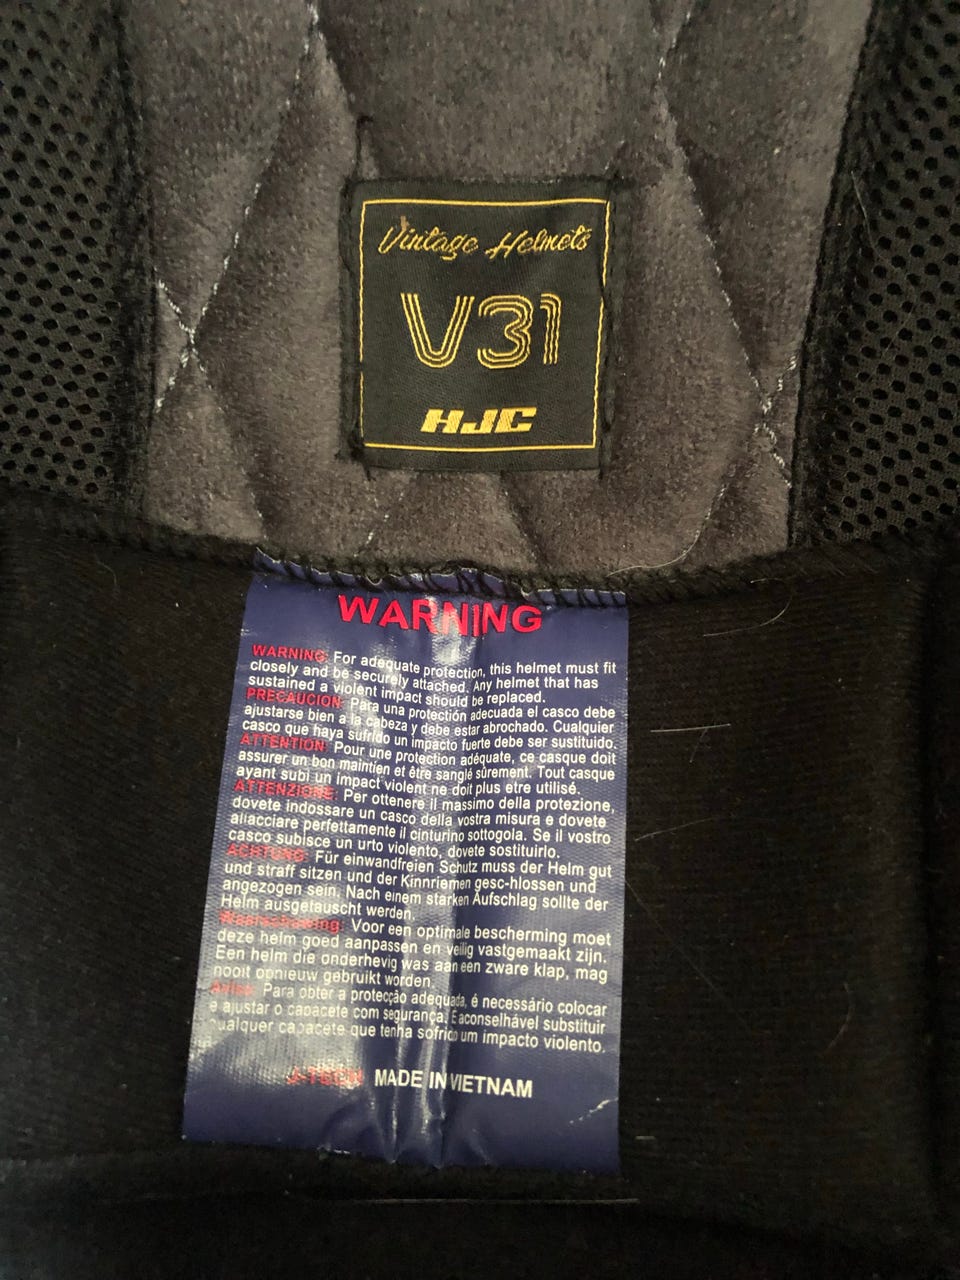 Vintage Helmets
V31
HJC
WARNING
WARNING: For adequate protection, this helmet must fit
closely and be securely attached. Any helmet that has
sustained a violent impact should be replaced.
PRECAUCION: Para una protección adecuada el casco debe
ajustarse bien a la cabeza y debe estar abrochado. Cualquier
casco que haya sufrido un impacto fuerte debe ser sustituido.
ATTENTION: Pour une protection adéquate, ce casque doit
assurer un bon maintien et être sanglé sûrement. Tout casque
ayant subi un impact violent ne doit plus etre utilisé.
ATTENZIONE: Per ottenere il massimo della protezione,
dovete indossare un casco della vostra misura e dovete
allacciare perfettamente il cinturino sottogola. Se il vostro
casco subisce un urto violento, dovete sostituirlo.
ACHTUNG: Für einwandfreien Schutz muss der Helm gut
und straff sitzen und der Kinnriemen gesc-hlossen und
angezogen sein. Nach einem starken Aufschlag sollte der
Helm ausgetauscht werden.
Waarschuwing: Voor een optimale bescherming moet
deze helm goed aanpassen en veilig vastgemaakt zijn.
Een helm die onderhevig was aan een zware klap, mag
nooit opnieuw gebruikt worden.
Aviso: Para obter a protecção adequada, é necessário colocar
e ajustar o capacete com segurança. É aconselhável substituir
qualquer capacete que tenha sofrido um impacto violento.
J-TECH MADE IN VIETNAM